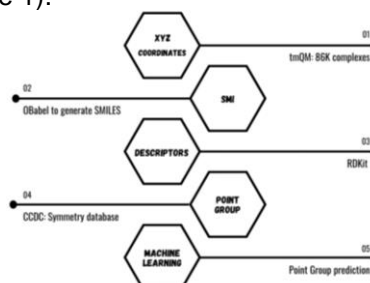 e 1).
XYZ
COORDINATES
01
tmQM: 86K complexes
02
OBabel to generate SMILES
SMI
DESCRIPTORS
03
RDKit
04
CCDC: Symmetry database
POINT
GROUP
MACHINE
LEARNING
05
Point Group prediction